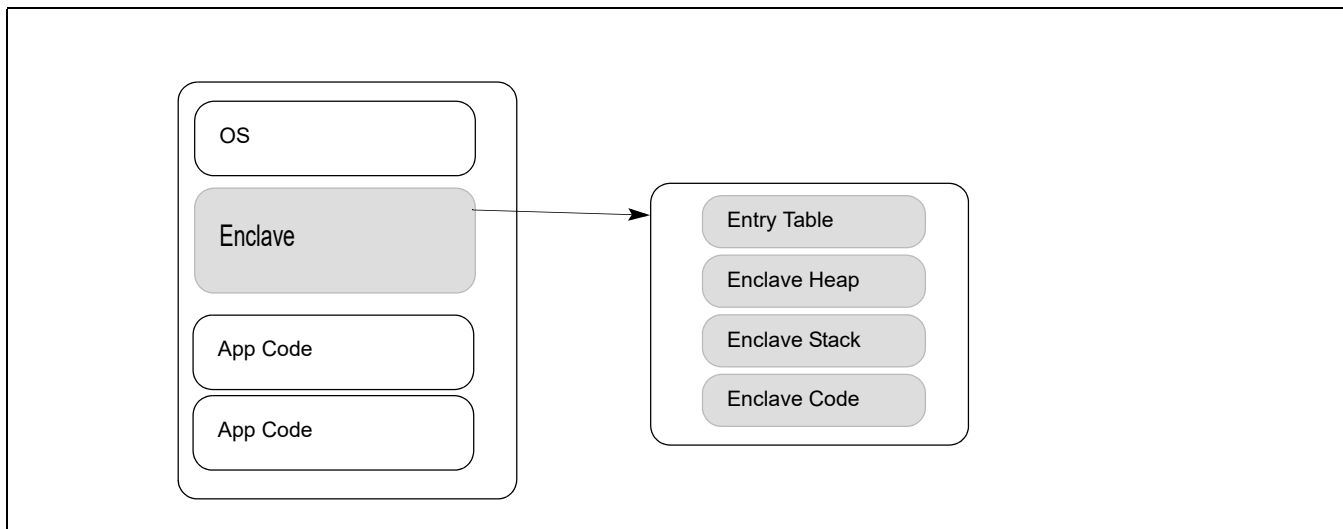 OS
Enclave
App Code
App Code
Entry Table
Enclave Heap
Enclave Stack
Enclave Code